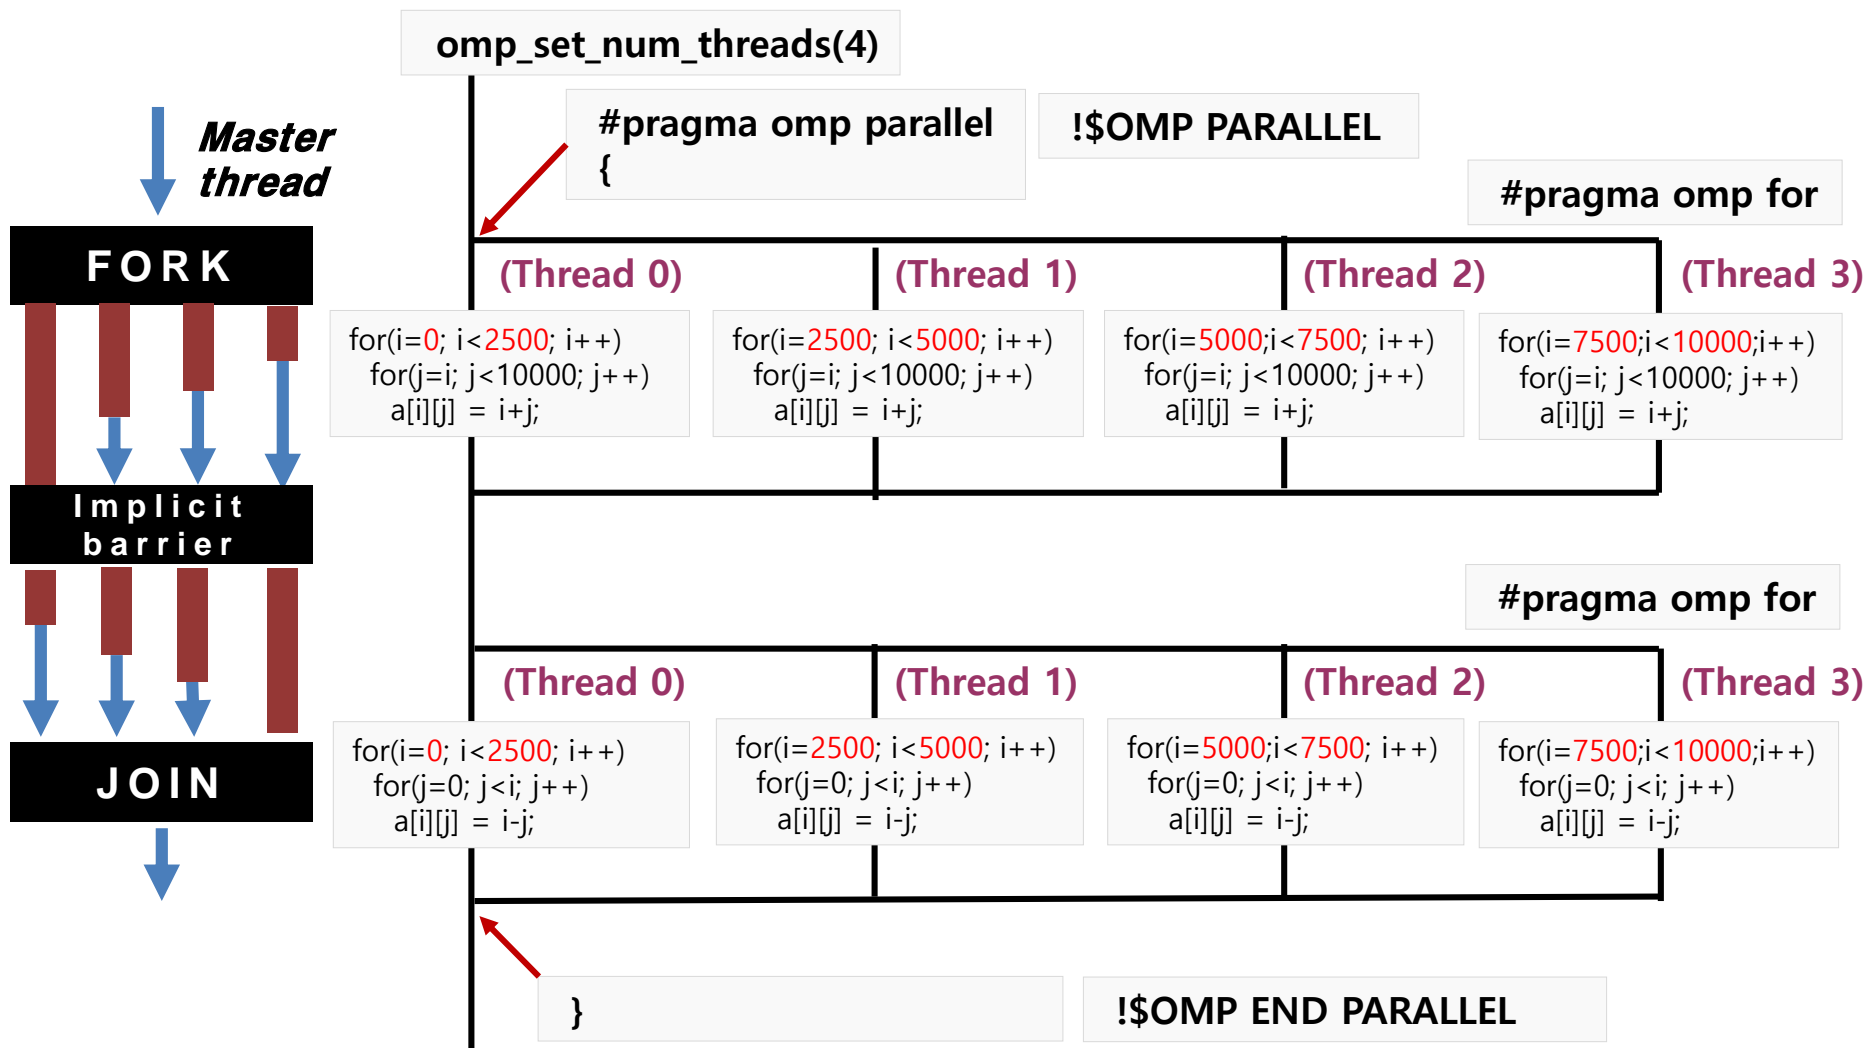 omp_set_num_threads(4)
#pragma omp parallel
{
!$OMP PARALLEL
Master
thread
#pragma omp for
FORK
(Thread 0)
(Thread 1)
(Thread 2)
(Thread 3)
for(i=0; i<2500; i++)
for(j=i; j<10000; j++)
a[i][j] = i+j;
for(i=2500; i<5000; i++)
for(j=i; j<10000; j++)
a[i][j] = i+j;
for(i=5000;i<7500; i++)
for(j=i; j<10000; j++)
a[i][j] = i+j;
for(i=7500;i<10000;i++)
for(j=i; j<10000; j++)
a[i][j] = i+j;
Implicit
barrier
#pragma omp for
(Thread 0)
(Thread 1)
(Thread 2)
(Thread 3)
for(i=0; i<2500; i++)
for(j=0; j<i; j++)
a[i][j] = i-j;
for(i=2500; i<5000; i++)
for(j=0; j<i; j++)
a[i][j] = i-j;
for(i=5000;i<7500; i++)
for(j=0; j<i; j++)
a[i][j] = i-j;
for(i=7500;i<10000;i++)
for(j=0; j<i; j++)
a[i][j] = i-j;
JOIN
}
!$OMP END PARALLEL